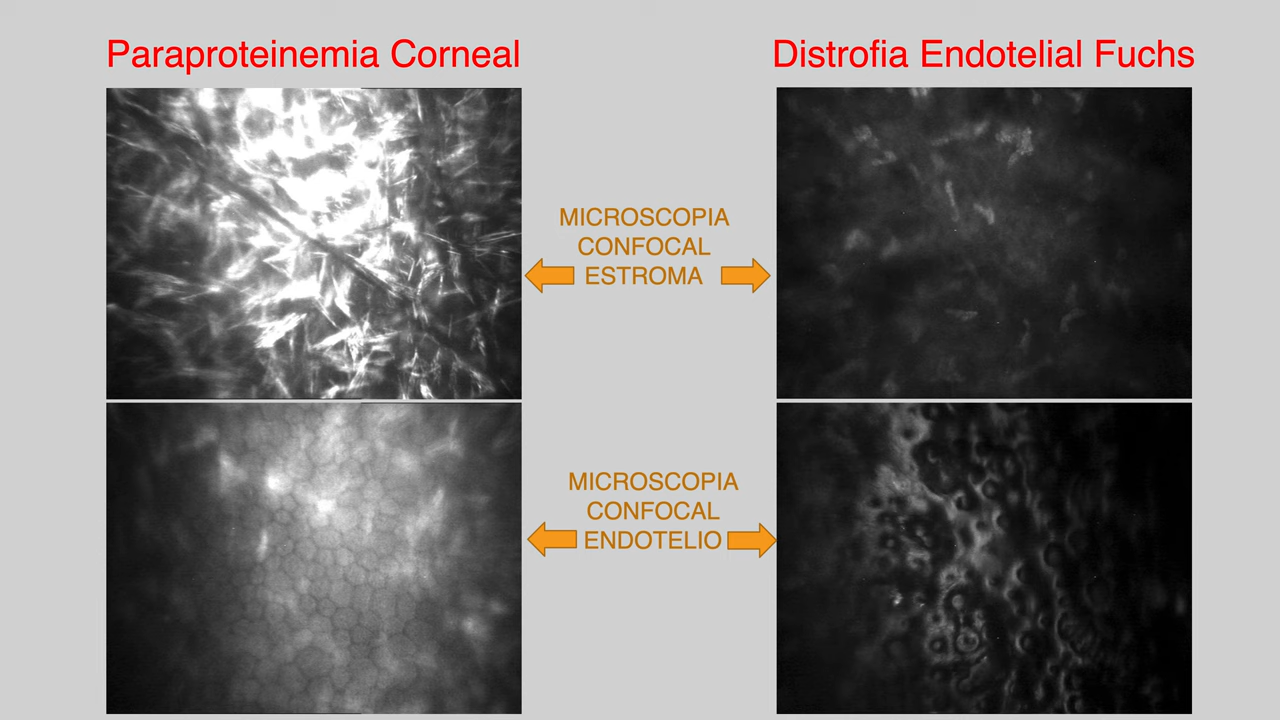 Paraproteinemia Corneal
Distrofia Endotelial Fuchs
MICROSCOPIA
CONFOCAL
ESTROMA
MICROSCOPIA
CONFOCAL
ENDOTELIO